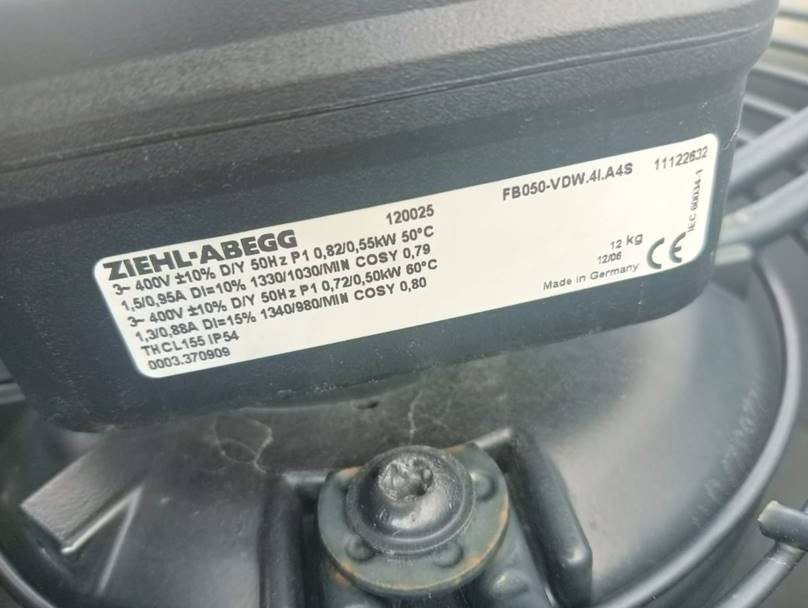 ZIEHL-ABEGG 120025 FB050-VDW.4I.A4S 11122632
3~ 400V ±10% D/Y 50Hz P1 0,82/0,55kW 50°C
1,5/0,95A DI=10% 1330/1030/MIN COSY 0,79
3~ 400V ±10% D/Y 50Hz P1 0,72/0,50kW 60°C
1,3/0,88A DI=15% 1340/980/MIN COSY 0,80
THCL155 IP54
0003.370909
12 kg
12/06
Made in Germany CE
IEC 60034-1